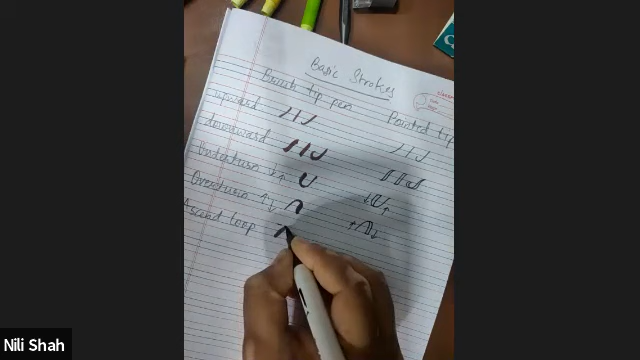 Basic Strokes
Brush tip pen
Pointed tip
upward
downward
Underturn ↓↑
Overturn ↑↓
Ascend loop
Nili Shah